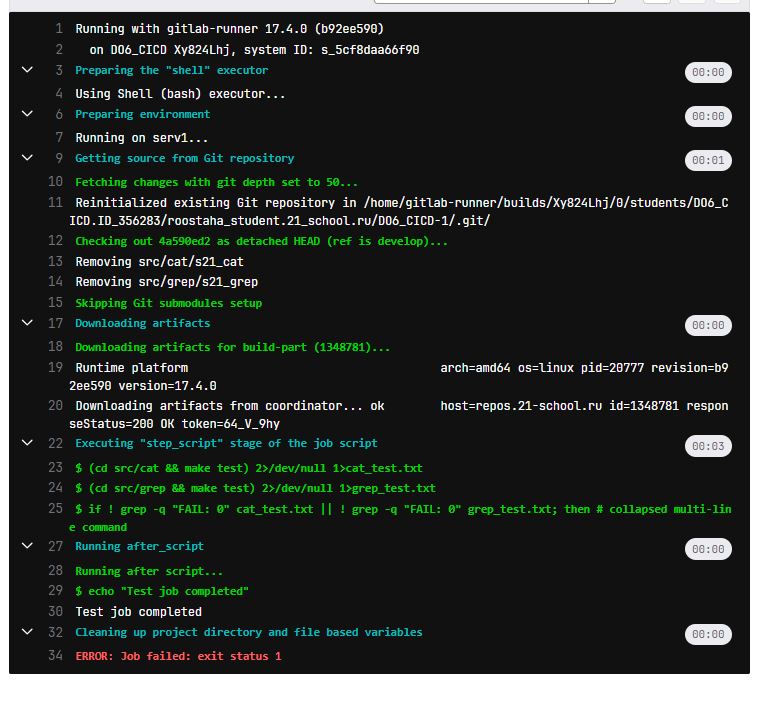 1 Running with gitlab-runner 17.4.0 (b92ee590)
2 on DO6_CICD Xy824Lhj, system ID: s_5cf8daa66f90
3 Preparing the "shell" executor 00:00
4 Using Shell (bash) executor...
6 Preparing environment 00:00
7 Running on serv1...
9 Getting source from Git repository 00:01
10 Fetching changes with git depth set to 50...
11 Reinitialized existing Git repository in /home/gitlab-runner/builds/Xy824Lhj/0/students/DO6_C
ICD.ID_356283/roostaha_student.21_school.ru/DO6_CICD-1/.git/
12 Checking out 4a590ed2 as detached HEAD (ref is develop)...
13 Removing src/cat/s21_cat
14 Removing src/grep/s21_grep
15 Skipping Git submodules setup
17 Downloading artifacts 00:00
18 Downloading artifacts for build-part (1348781)...
19 Runtime platform arch=amd64 os=linux pid=20777 revision=b9
2ee590 version=17.4.0
20 Downloading artifacts from coordinator... ok host=repos.21-school.ru id=1348781 respon
seStatus=200 OK token=64_V_9hy
22 Executing "step_script" stage of the job script 00:03
23 $ (cd src/cat && make test) 2>/dev/null 1>cat_test.txt
24 $ (cd src/grep && make test) 2>/dev/null 1>grep_test.txt
25 $ if ! grep -q "FAIL: 0" cat_test.txt || ! grep -q "FAIL: 0" grep_test.txt; then # collapsed multi-lin
e command
27 Running after_script 00:00
28 Running after script...
29 $ echo "Test job completed"
30 Test job completed
32 Cleaning up project directory and file based variables 00:00
34 ERROR: Job failed: exit status 1